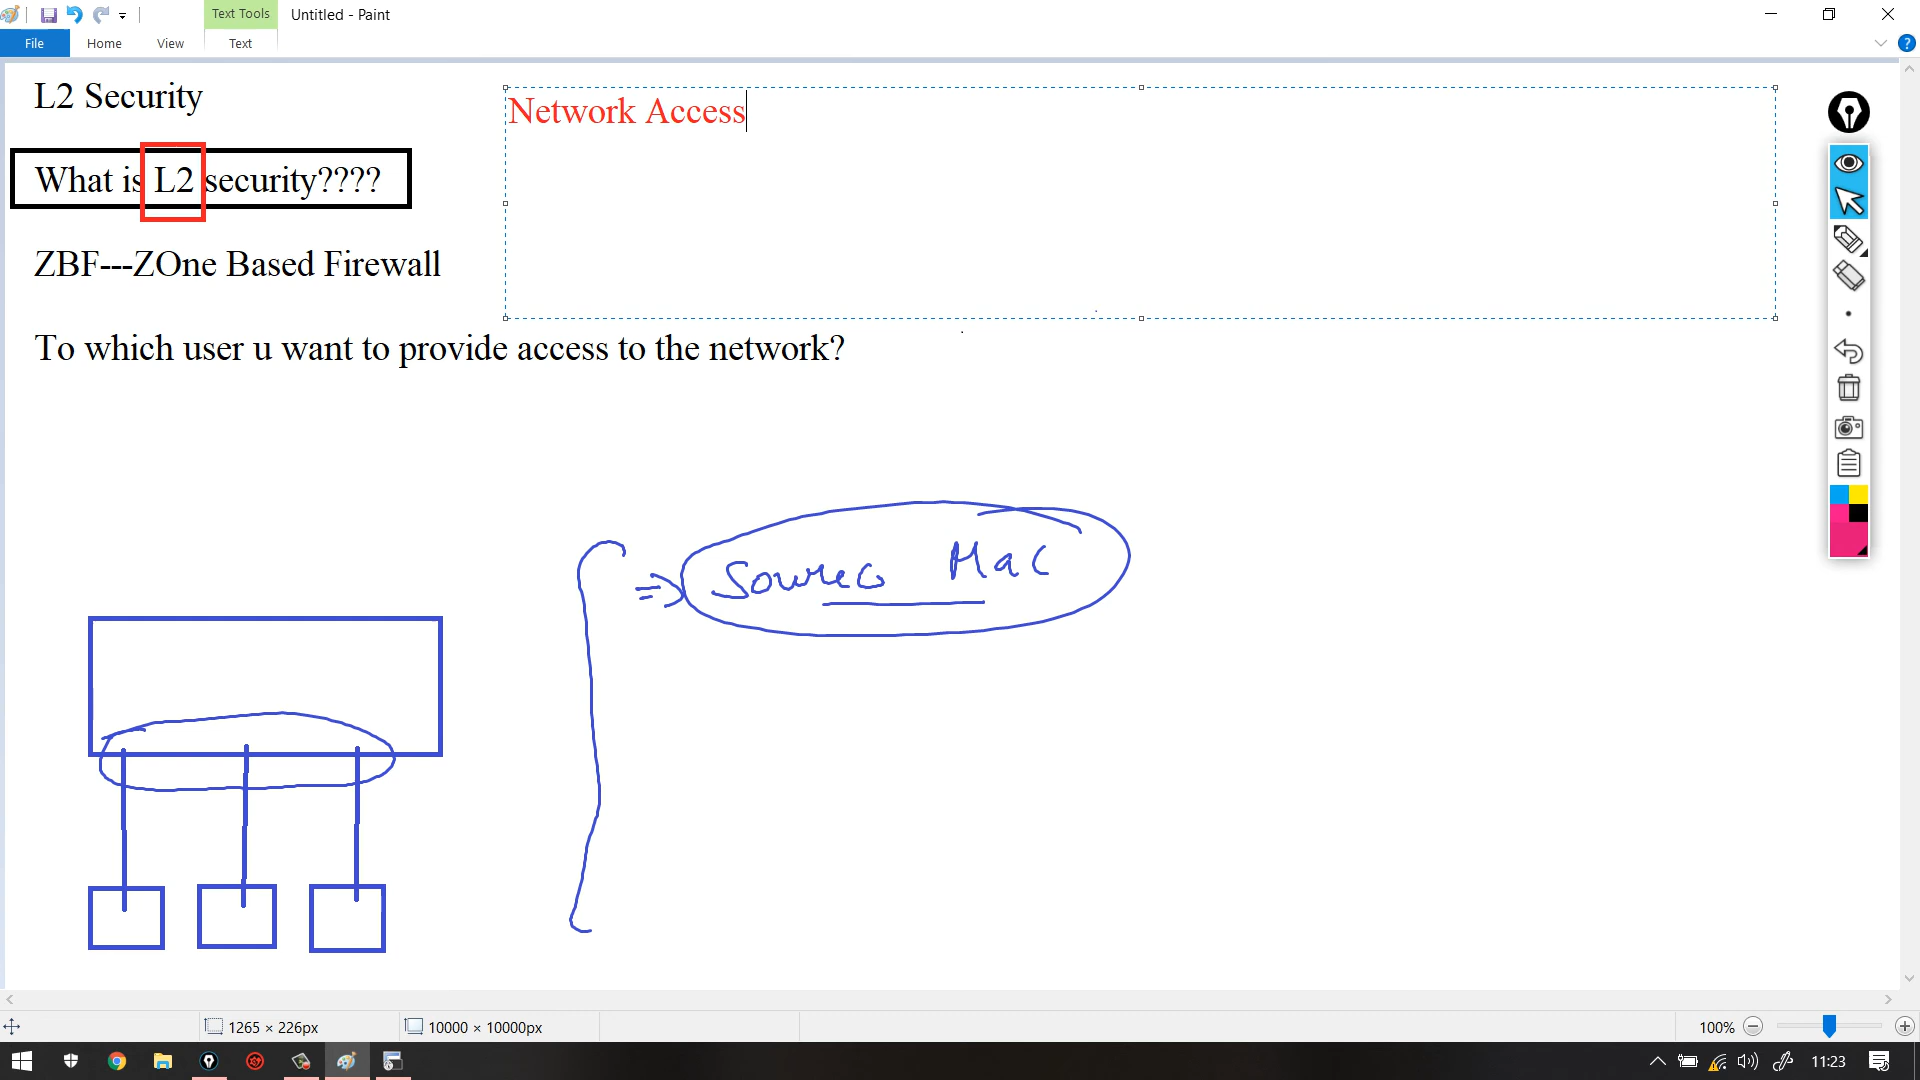 Text Tools
Untitled - Paint
File
Home
View
Text
L2 Security
Network Access
What is L2 security????
ZBF---ZOne Based Firewall
To which user u want to provide access to the network?
=> Source Mac
1265 × 226px
10000 × 10000px
100%
11:23